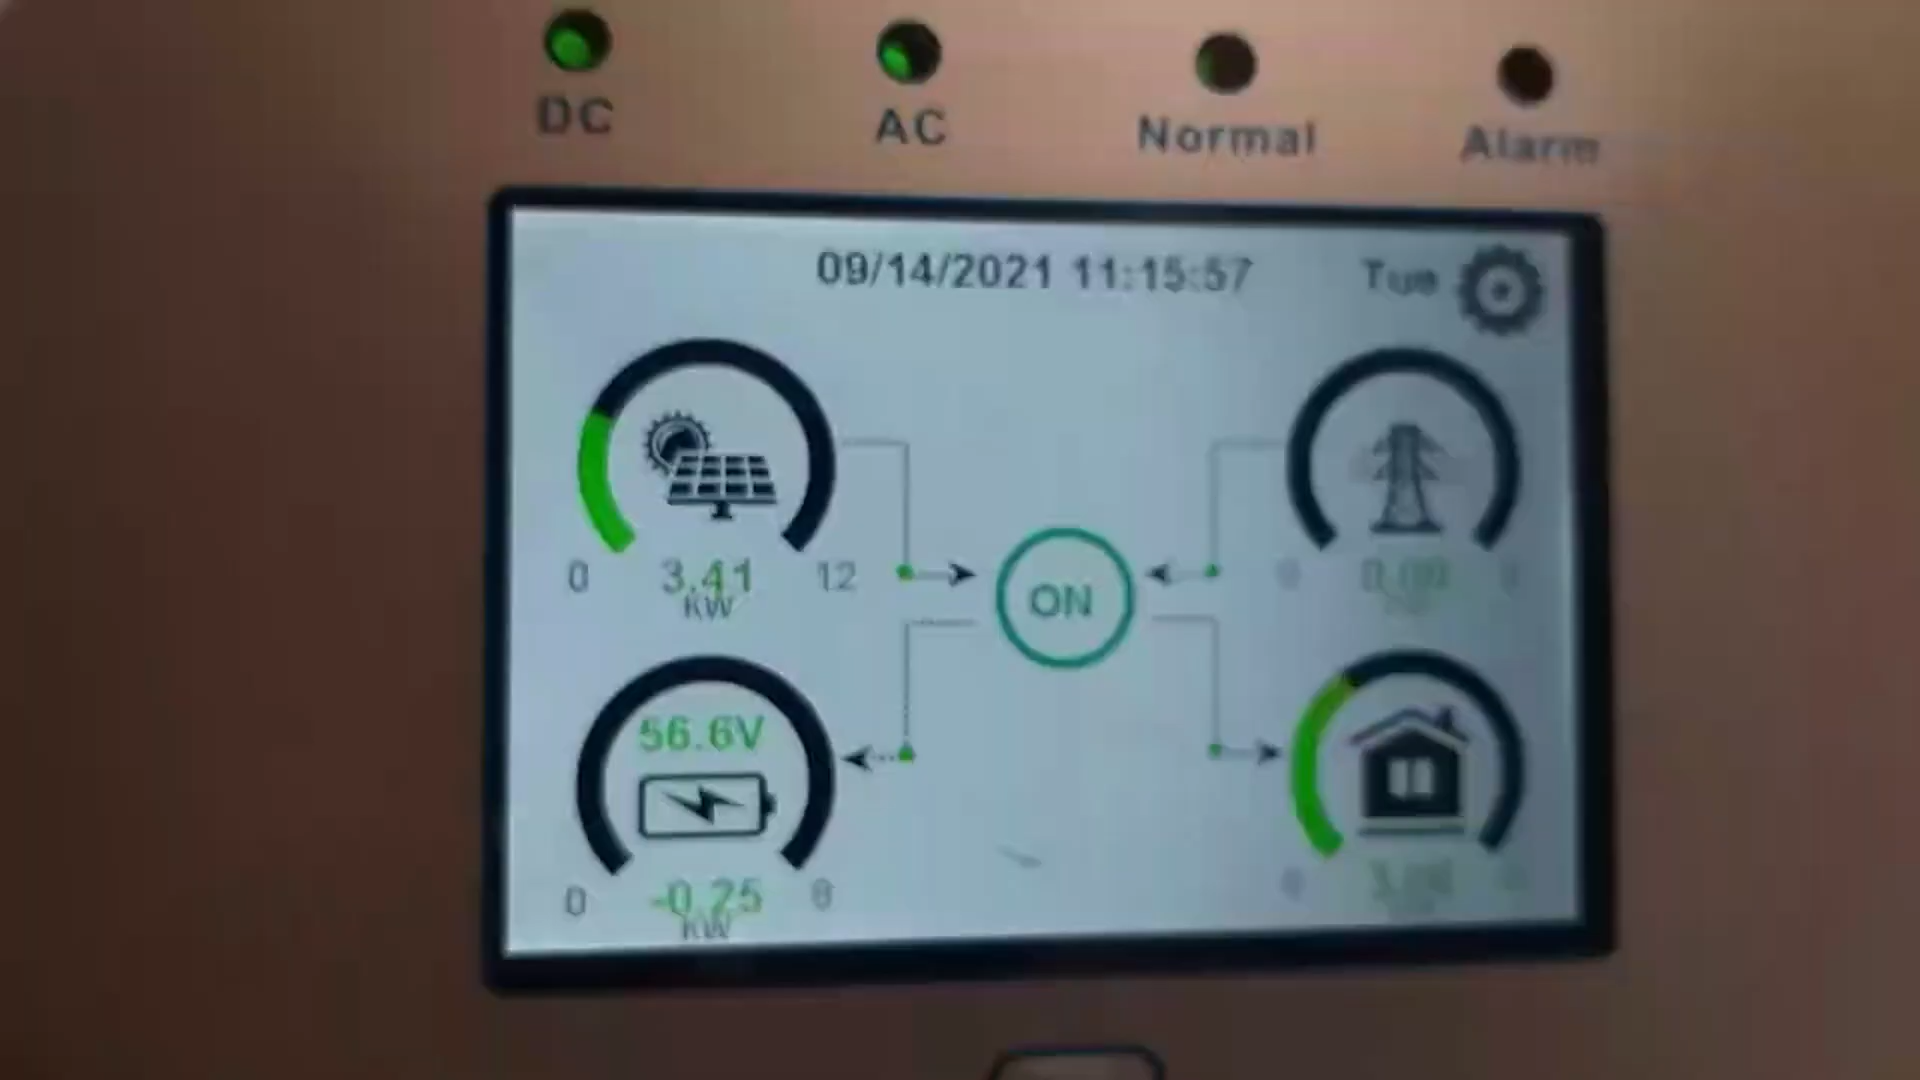 DC AC Normal Alarm
09/14/2021 11:15:57 Tue
0 3.41 12
KW
ON
56.6V
0 -0.25 8
KW